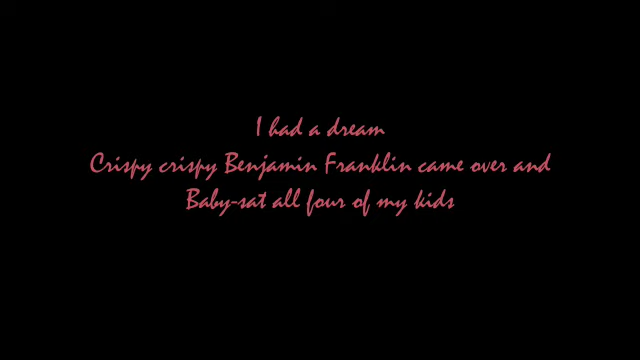 I had a dream
Crispy crispy Benjamin Franklin came over and
Baby-sat all four of my kids